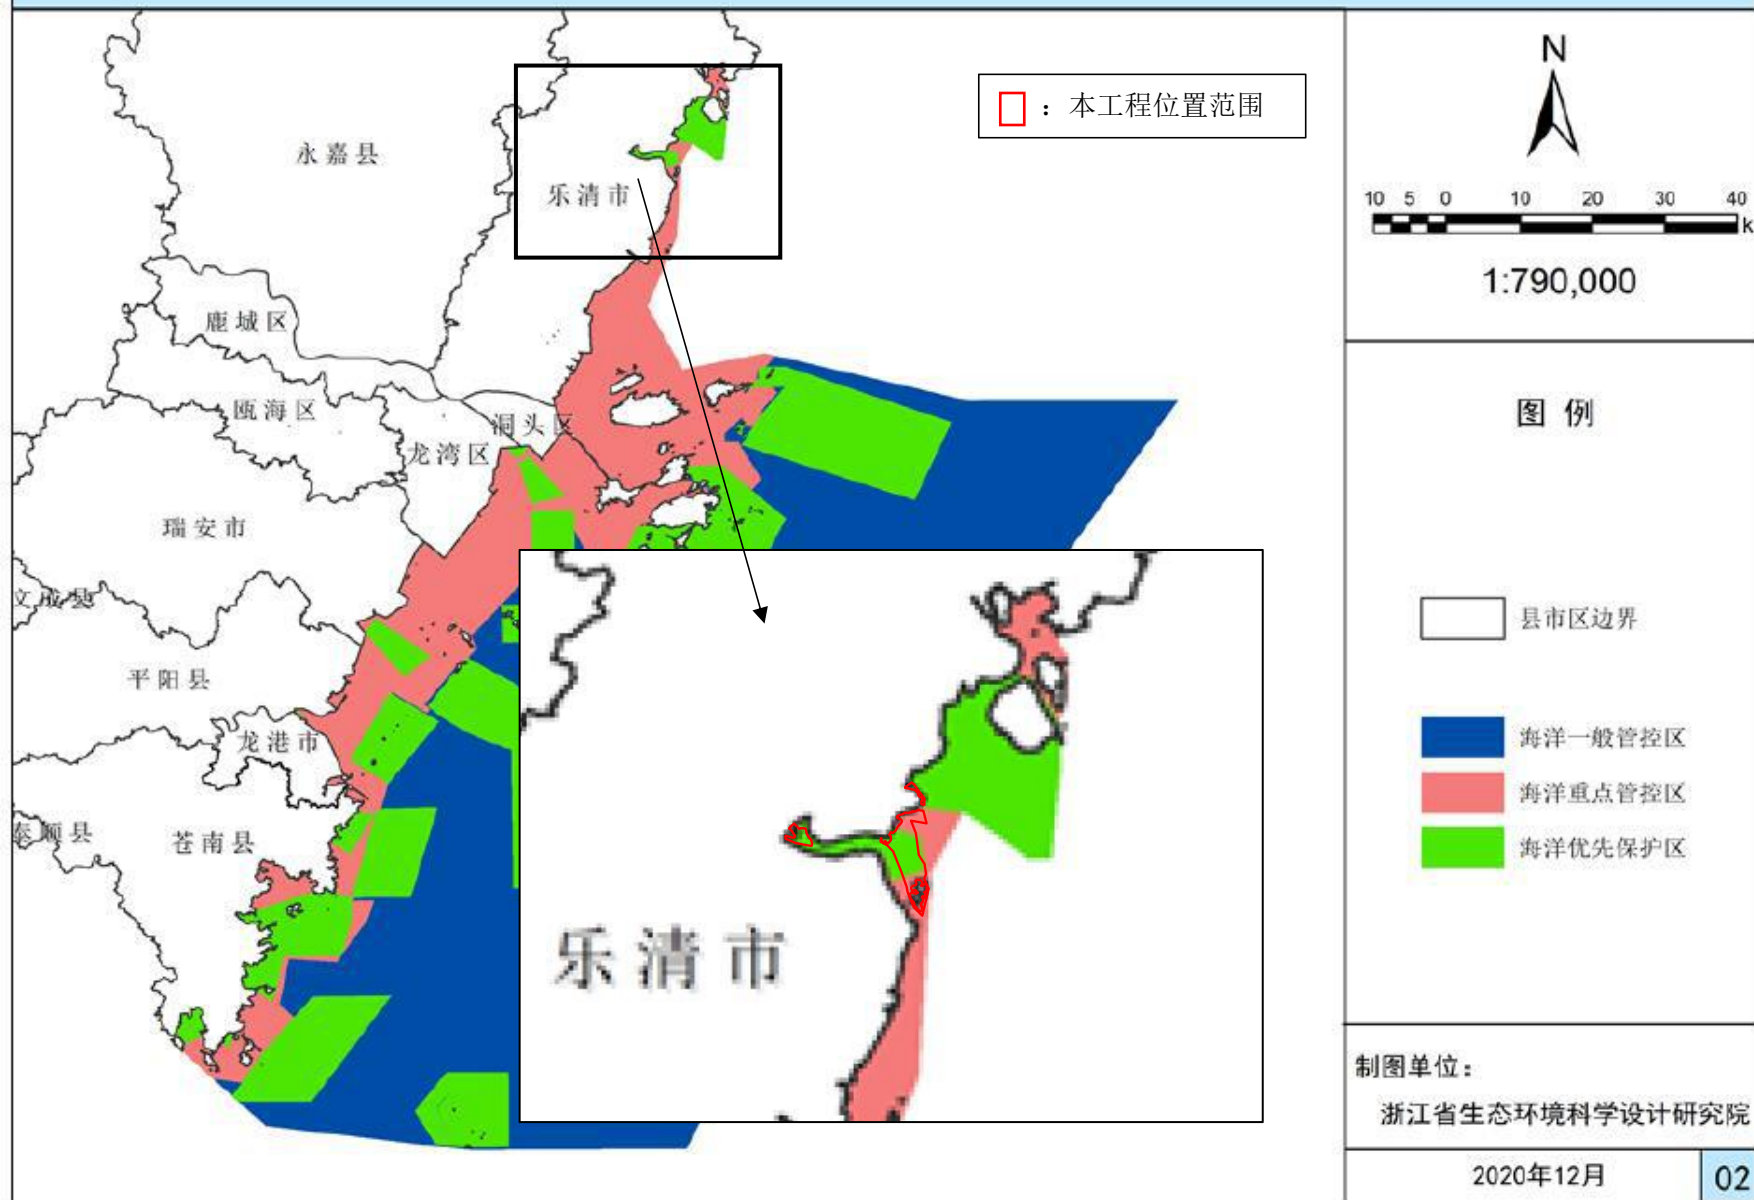 永嘉县
乐清市
鹿城区
瓯海区
洞头区
龙湾区
瑞安市
文成县
平阳县
龙港市
泰顺县
苍南县
：本工程位置范围
乐清市
N
10 5 0 10 20 30 40
k
1:790,000
图例
县市区边界
海洋一般管控区
海洋重点管控区
海洋优先保护区
制图单位：
浙江省生态环境科学设计研究院
2020年12月
02